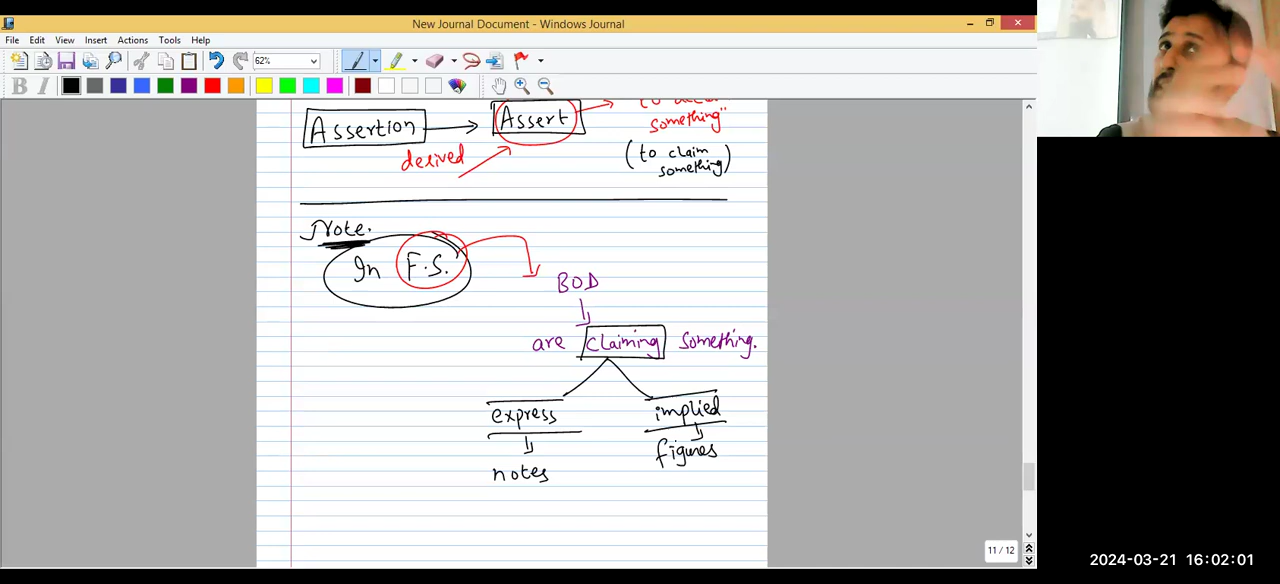 New Journal Document - Windows Journal
File Edit View Insert Actions Tools Help
62%
B I
Assertion Assert
something"
derived
(to claim
something)
Note.
In F.S.
BOD
are claiming something.
express implied
notes figures
11 / 12
2024-03-21 16:02:01